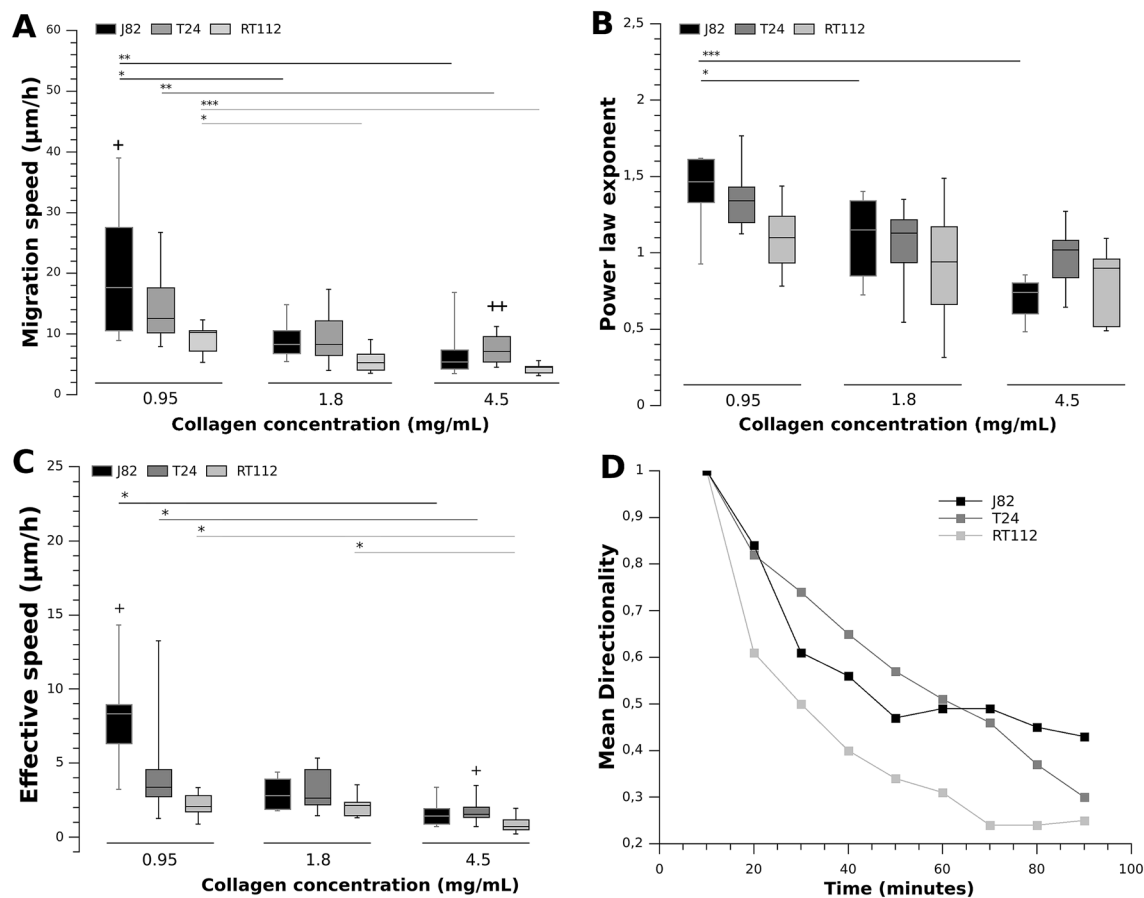 A
J82 T24 RT112
60
50
40
30
20
10
0
**
*
**
***
*
+
++
Migration speed (μm/h)
0.95 1.8 4.5
Collagen concentration (mg/mL)
B
J82 T24 RT112
2,5
2
1,5
1
0,5
0
***
*
Power law exponent
0.95 1.8 4.5
Collagen concentration (mg/mL)
C
J82 T24 RT112
25
20
15
10
5
0
*
*
*
*
+
+
Effective speed (μm/h)
0.95 1.8 4.5
Collagen concentration (mg/mL)
D
J82
T24
RT112
1
0,9
0,8
0,7
0,6
0,5
0,4
0,3
0,2
Mean Directionality
0 20 40 60 80 100
Time (minutes)